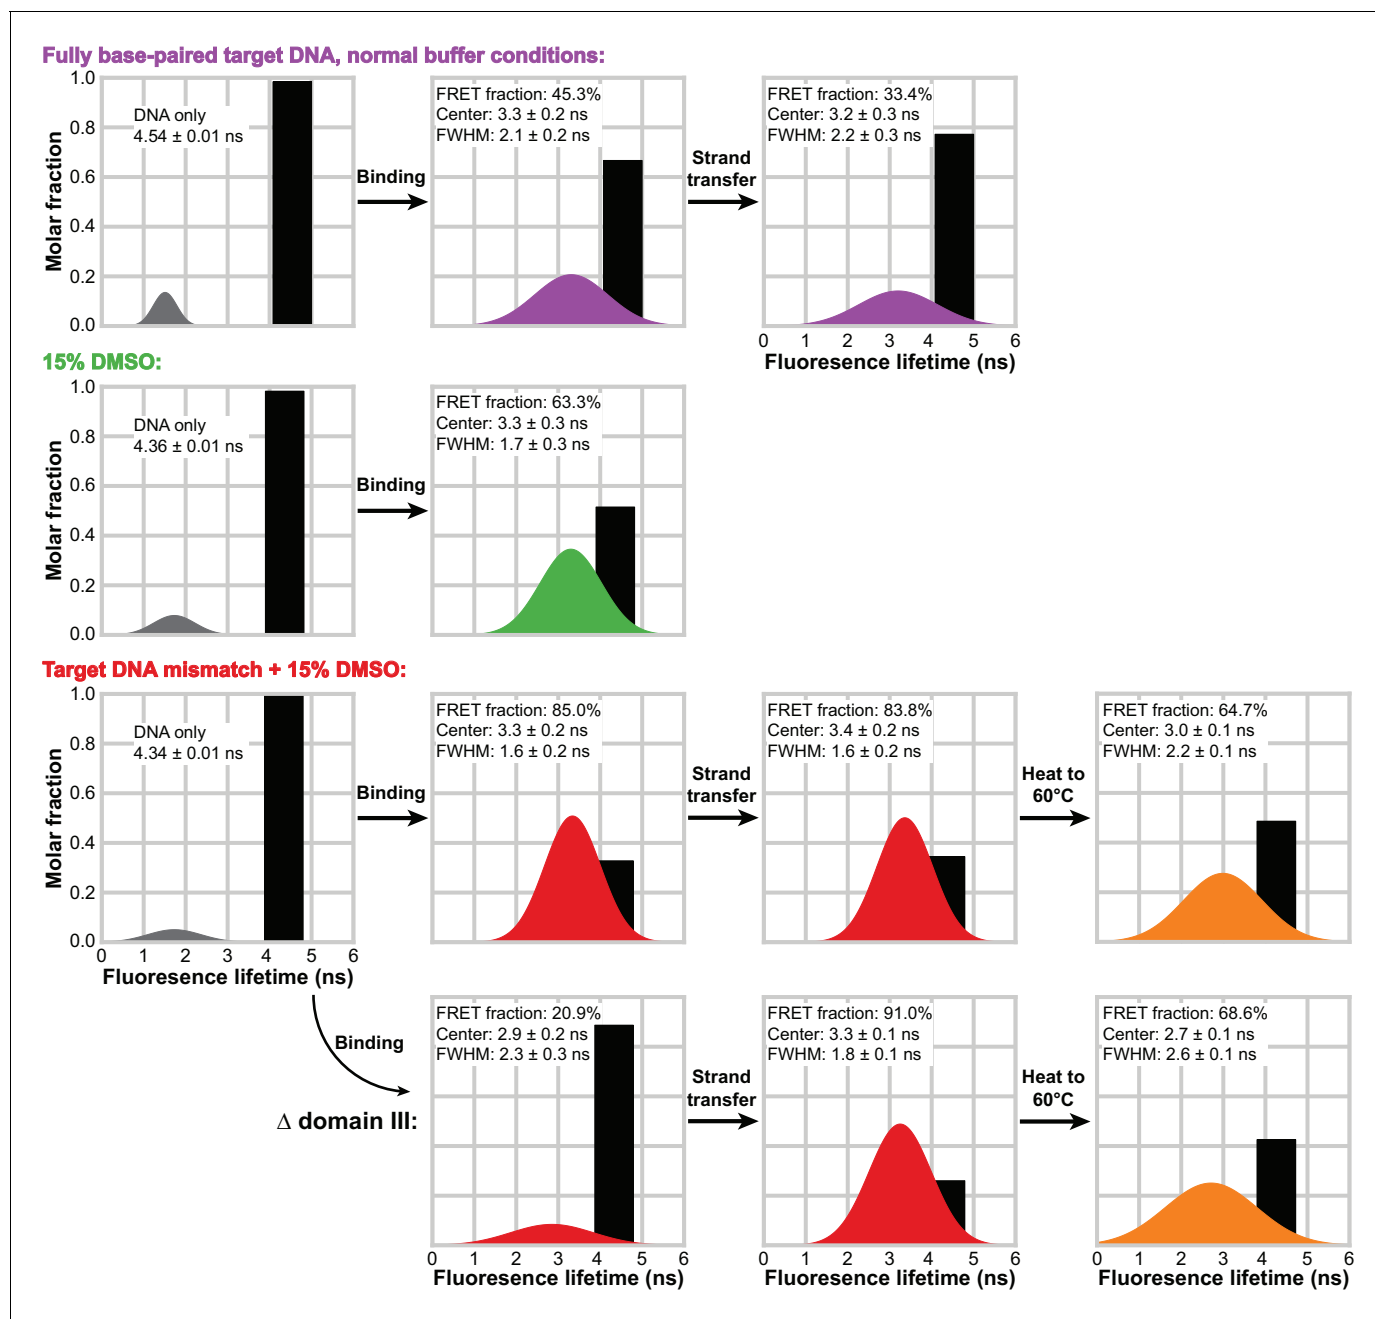 Fully base-paired target DNA, normal buffer conditions:
Molar fraction
1.0
0.8
0.6
0.4
0.2
0.0
DNA only
4.54 ± 0.01 ns
Binding
FRET fraction: 45.3%
Center: 3.3 ± 0.2 ns
FWHM: 2.1 ± 0.2 ns
Strand
transfer
FRET fraction: 33.4%
Center: 3.2 ± 0.3 ns
FWHM: 2.2 ± 0.3 ns
0 1 2 3 4 5 6
Fluoresence lifetime (ns)
15% DMSO:
Molar fraction
1.0
0.8
0.6
0.4
0.2
0.0
DNA only
4.36 ± 0.01 ns
Binding
FRET fraction: 63.3%
Center: 3.3 ± 0.3 ns
FWHM: 1.7 ± 0.3 ns
Target DNA mismatch + 15% DMSO:
Molar fraction
1.0
0.8
0.6
0.4
0.2
0.0
DNA only
4.34 ± 0.01 ns
0 1 2 3 4 5 6
Fluoresence lifetime (ns)
Binding
FRET fraction: 85.0%
Center: 3.3 ± 0.2 ns
FWHM: 1.6 ± 0.2 ns
Strand
transfer
FRET fraction: 83.8%
Center: 3.4 ± 0.2 ns
FWHM: 1.6 ± 0.2 ns
Heat to
60°C
FRET fraction: 64.7%
Center: 3.0 ± 0.1 ns
FWHM: 2.2 ± 0.1 ns
Binding
Δ domain III:
FRET fraction: 20.9%
Center: 2.9 ± 0.2 ns
FWHM: 2.3 ± 0.3 ns
0 1 2 3 4 5 6
Fluoresence lifetime (ns)
Strand
transfer
FRET fraction: 91.0%
Center: 3.3 ± 0.1 ns
FWHM: 1.8 ± 0.1 ns
0 1 2 3 4 5 6
Fluoresence lifetime (ns)
Heat to
60°C
FRET fraction: 68.6%
Center: 2.7 ± 0.1 ns
FWHM: 2.6 ± 0.1 ns
0 1 2 3 4 5 6
Fluoresence lifetime (ns)